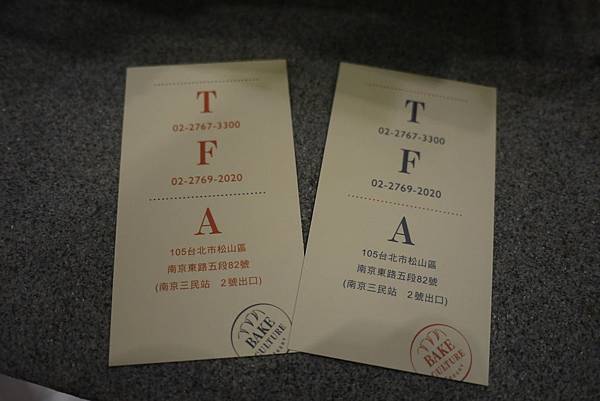 T
02-2767-3300
F
02-2769-2020
A
105台北市松山區
南京東路五段82號
(南京三民站 2號出口)
BAKE
CULTURE
T
02-2767-3300
F
02-2769-2020
A
105台北市松山區
南京東路五段82號
(南京三民站 2號出口)
BAKE
CULTURE